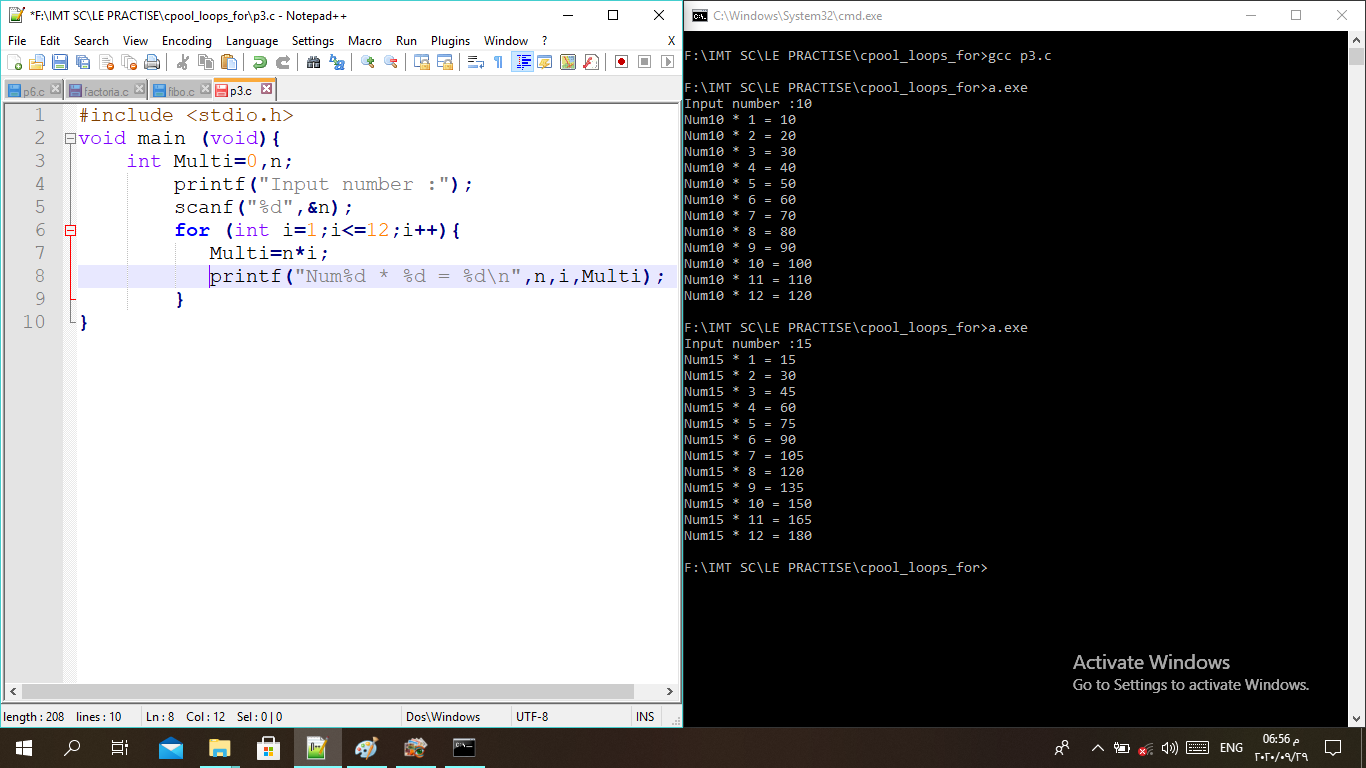 *F:\IMT SC\LE PRACTISE\cpool_loops_for\p3.c - Notepad++
File Edit Search View Encoding Language Settings Macro Run Plugins Window ? X
p6.c factoria.c fibo.c p3.c
1 #include <stdio.h>
2 void main (void){
3 int Multi=0,n;
4 printf("Input number :");
5 scanf("%d",&n);
6 for (int i=1;i<=12;i++){
7 Multi=n*i;
8 printf("Num%d * %d = %d\n",n,i,Multi);
9 }
10 }
length : 208 lines : 10 Ln : 8 Col : 12 Sel : 0 | 0 Dos\Windows UTF-8 INS
C:\Windows\System32\cmd.exe
F:\IMT SC\LE PRACTISE\cpool_loops_for>gcc p3.c
F:\IMT SC\LE PRACTISE\cpool_loops_for>a.exe
Input number :10
Num10 * 1 = 10
Num10 * 2 = 20
Num10 * 3 = 30
Num10 * 4 = 40
Num10 * 5 = 50
Num10 * 6 = 60
Num10 * 7 = 70
Num10 * 8 = 80
Num10 * 9 = 90
Num10 * 10 = 100
Num10 * 11 = 110
Num10 * 12 = 120
F:\IMT SC\LE PRACTISE\cpool_loops_for>a.exe
Input number :15
Num15 * 1 = 15
Num15 * 2 = 30
Num15 * 3 = 45
Num15 * 4 = 60
Num15 * 5 = 75
Num15 * 6 = 90
Num15 * 7 = 105
Num15 * 8 = 120
Num15 * 9 = 135
Num15 * 10 = 150
Num15 * 11 = 165
Num15 * 12 = 180
F:\IMT SC\LE PRACTISE\cpool_loops_for>
Activate Windows
Go to Settings to activate Windows.
ENG
06:56 م
٢٠٢٠/٠٩/٢٩